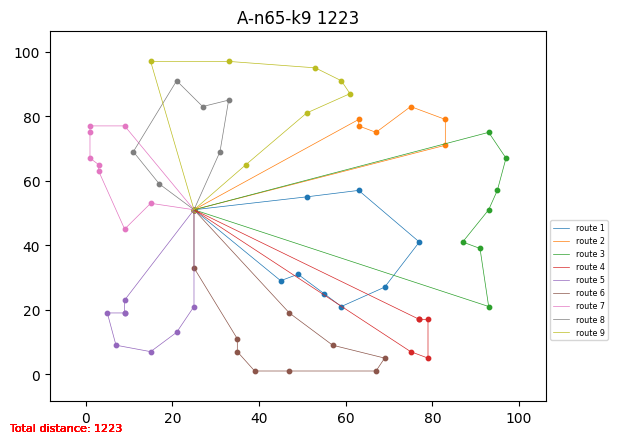 A-n65-k9 1223
100
80
60
40
20
0
0 20 40 60 80 100
route 1
route 2
route 3
route 4
route 5
route 6
route 7
route 8
route 9
Total distance: 1223